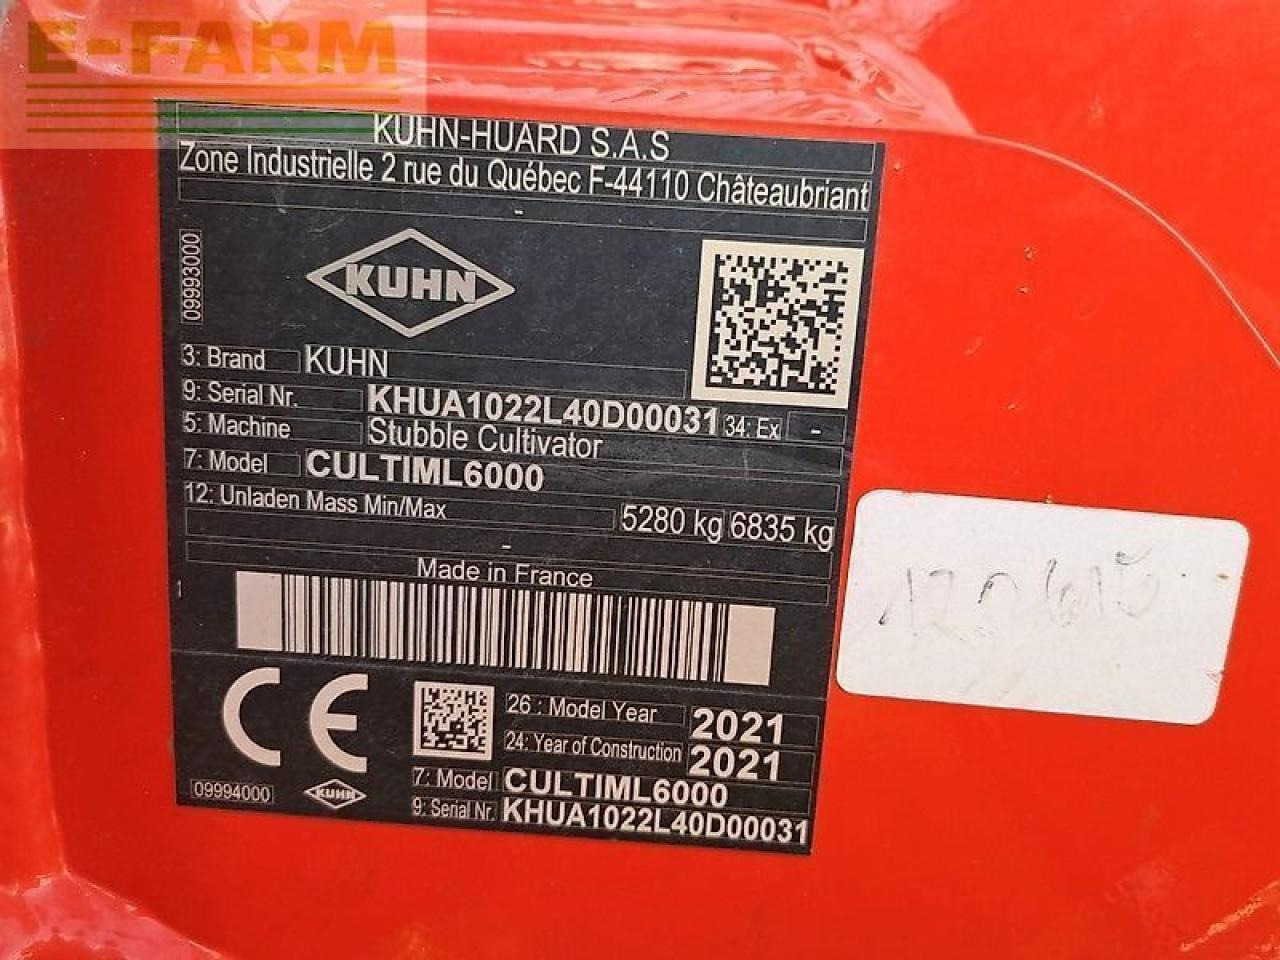 E-FARM
KUHN-HUARD S.A.S
Zone Industrielle 2 rue du Québec F-44110 Châteaubriant
-
09993000
KUHN
3: Brand KUHN
9: Serial Nr. KHUA1022L40D00031 34: Ex -
5: Machine Stubble Cultivator
7: Model CULTIML6000
12: Unladen Mass Min/Max 5280 kg 6835 kg
-
Made in France
CE
26 : Model Year 2021
24: Year of Construction 2021
7: Model CULTIML6000
9: Serial Nr. KHUA1022L40D00031
09994000
KUHN
120615